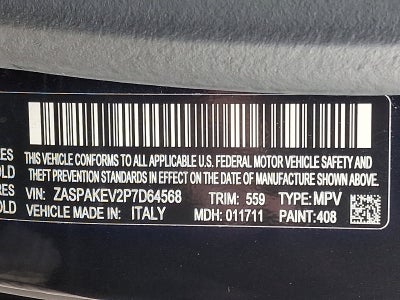 THIS VEHICLE CONFORMS TO ALL APPLICABLE U.S. FEDERAL MOTOR VEHICLE SAFETY AND
RES THEFT PREVENTION STANDARDS IN EFFECT ON THE DATE OF MANUFACTURE SHOWN ABOVE.
OLD
RES VIN: ZASPAKEV2P7D64568 TRIM: 559 TYPE: MPV
OLD VEHICLE MADE IN: ITALY MDH: 011711 PAINT: 408